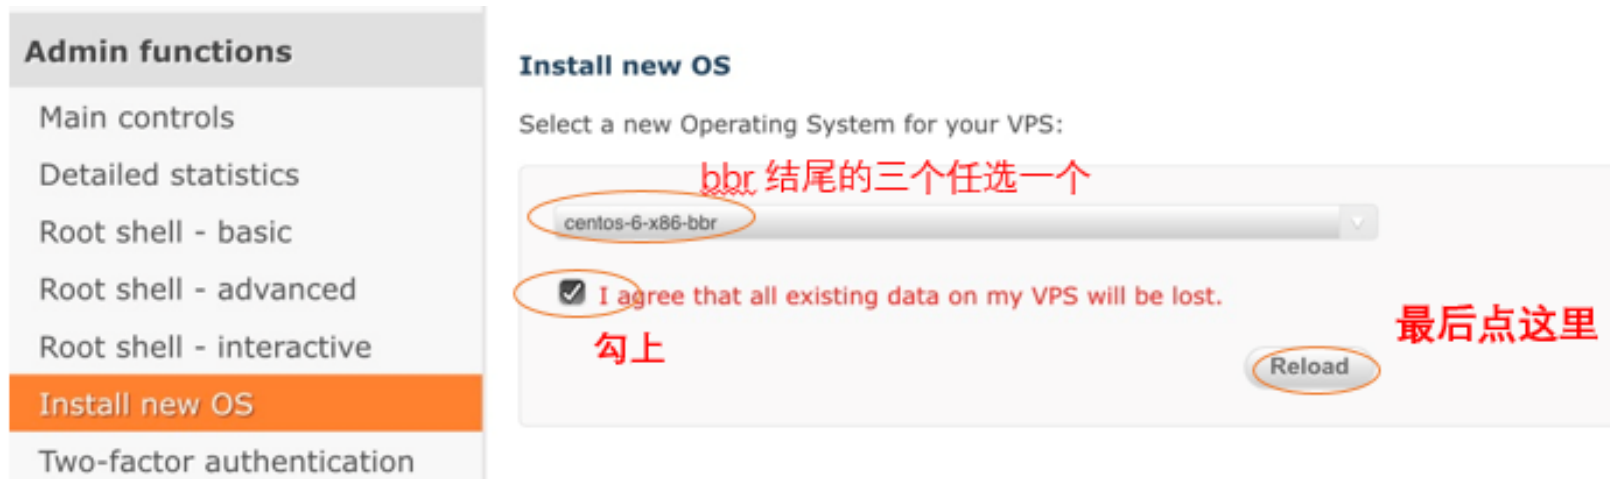 Admin functions
Main controls
Detailed statistics
Root shell - basic
Root shell - advanced
Root shell - interactive
Install new OS
Two-factor authentication
Install new OS
Select a new Operating System for your VPS:
bbr 结尾的三个任选一个
centos-6-x86-bbr
I agree that all existing data on my VPS will be lost.
勾上
最后点这里
Reload